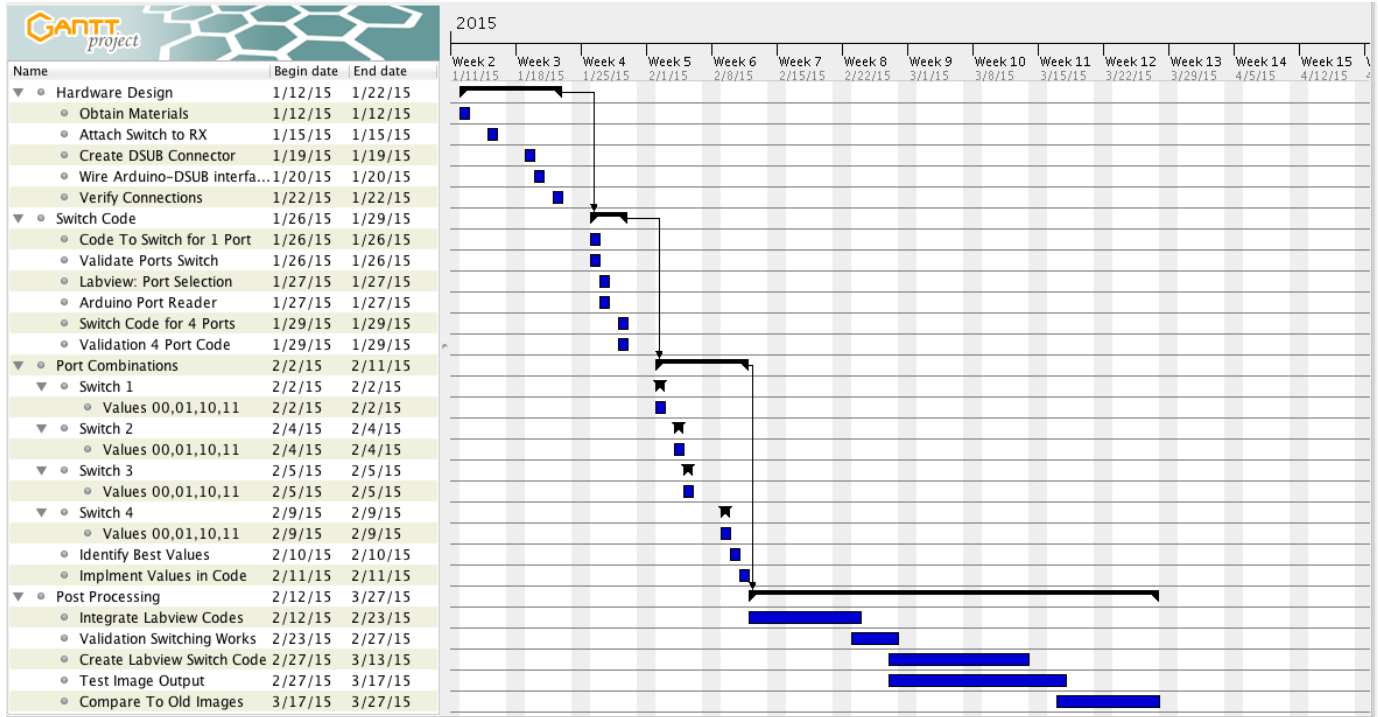 GANTT
project
2015
Week 2 Week 3 Week 4 Week 5 Week 6 Week 7 Week 8 Week 9 Week 10 Week 11 Week 12 Week 13 Week 14 Week 15
1/11/15 1/18/15 1/25/15 2/1/15 2/8/15 2/15/15 2/22/15 3/1/15 3/8/15 3/15/15 3/22/15 3/29/15 4/5/15 4/12/15
Name Begin date End date
Hardware Design 1/12/15 1/22/15
Obtain Materials 1/12/15 1/12/15
Attach Switch to RX 1/15/15 1/15/15
Create DSUB Connector 1/19/15 1/19/15
Wire Arduino-DSUB interfa... 1/20/15 1/20/15
Verify Connections 1/22/15 1/22/15
Switch Code 1/26/15 1/29/15
Code To Switch for 1 Port 1/26/15 1/26/15
Validate Ports Switch 1/26/15 1/26/15
Labview: Port Selection 1/27/15 1/27/15
Arduino Port Reader 1/27/15 1/27/15
Switch Code for 4 Ports 1/29/15 1/29/15
Validation 4 Port Code 1/29/15 1/29/15
Port Combinations 2/2/15 2/11/15
Switch 1 2/2/15 2/2/15
Values 00,01,10,11 2/2/15 2/2/15
Switch 2 2/4/15 2/4/15
Values 00,01,10,11 2/4/15 2/4/15
Switch 3 2/5/15 2/5/15
Values 00,01,10,11 2/5/15 2/5/15
Switch 4 2/9/15 2/9/15
Values 00,01,10,11 2/9/15 2/9/15
Identify Best Values 2/10/15 2/10/15
Implment Values in Code 2/11/15 2/11/15
Post Processing 2/12/15 3/27/15
Integrate Labview Codes 2/12/15 2/23/15
Validation Switching Works 2/23/15 2/27/15
Create Labview Switch Code 2/27/15 3/13/15
Test Image Output 2/27/15 3/17/15
Compare To Old Images 3/17/15 3/27/15